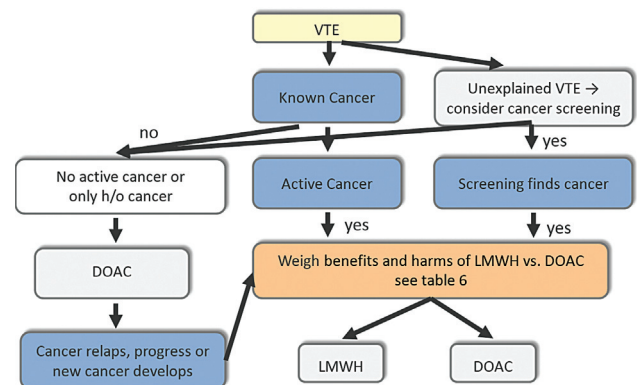 VTE
Known Cancer
Unexplained VTE →
consider cancer screening
no
yes
No active cancer or
only h/o cancer
Active Cancer
Screening finds cancer
yes
yes
DOAC
Weigh benefits and harms of LMWH vs. DOAC
see table 6
Cancer relaps, progress or
new cancer develops
LMWH
DOAC